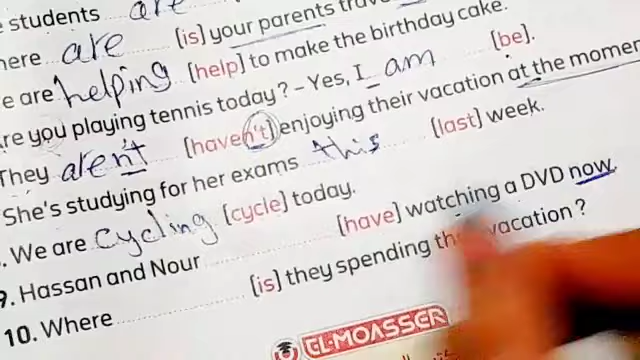 students are
here are [is] your parents
e are helping [help] to make the birthday cake.
re you playing tennis today? – Yes, I am [be].
They aren't [haven't] enjoying their vacation at the momen
She's studying for her exams this [last] week.
. We are cycling [cycle] today.
9. Hassan and Nour [have] watching a DVD now
10. Where [is] they spending vacation ?
EL-MOASSER